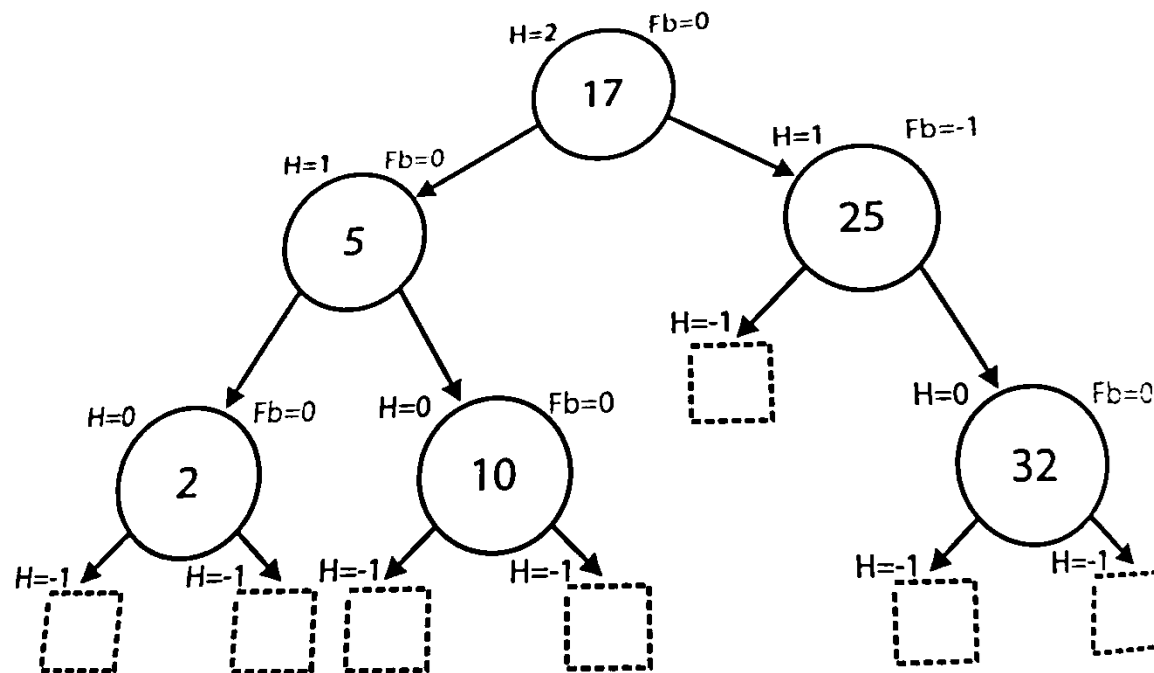 H=2 Fb=0
17
H=1 Fb=0
5
H=1 Fb=-1
25
H=-1
H=0 Fb=0
2
H=0 Fb=0
10
H=0 Fb=0
32
H=-1 H=-1 H=-1 H=-1 H=-1 H=-1